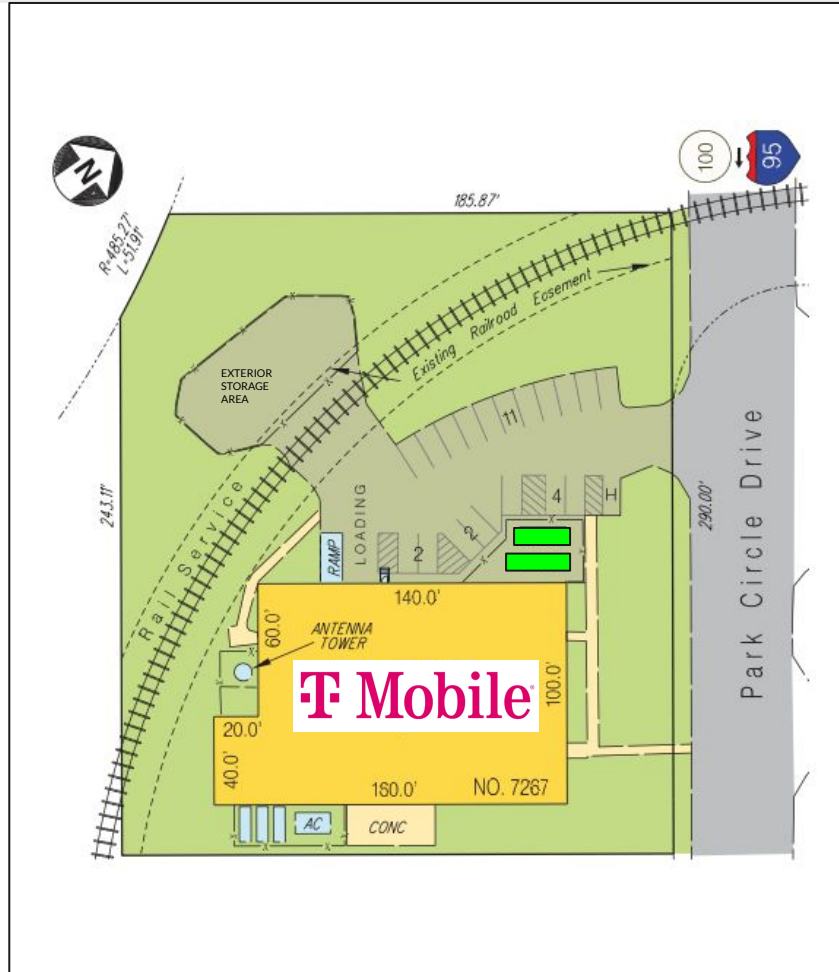 100
95
N
185.87'
R=485.27'
L=51.91'
EXTERIOR
STORAGE
AREA
Existing Railroad Easement
11
243.11'
Rail Service
LOADING
RAMP
2
2
4
H
290.00'
Park Circle Drive
140.0'
60.0'
ANTENNA
TOWER
T Mobile
100.0'
20.0'
40.0'
160.0'
NO. 7267
AC
CONC